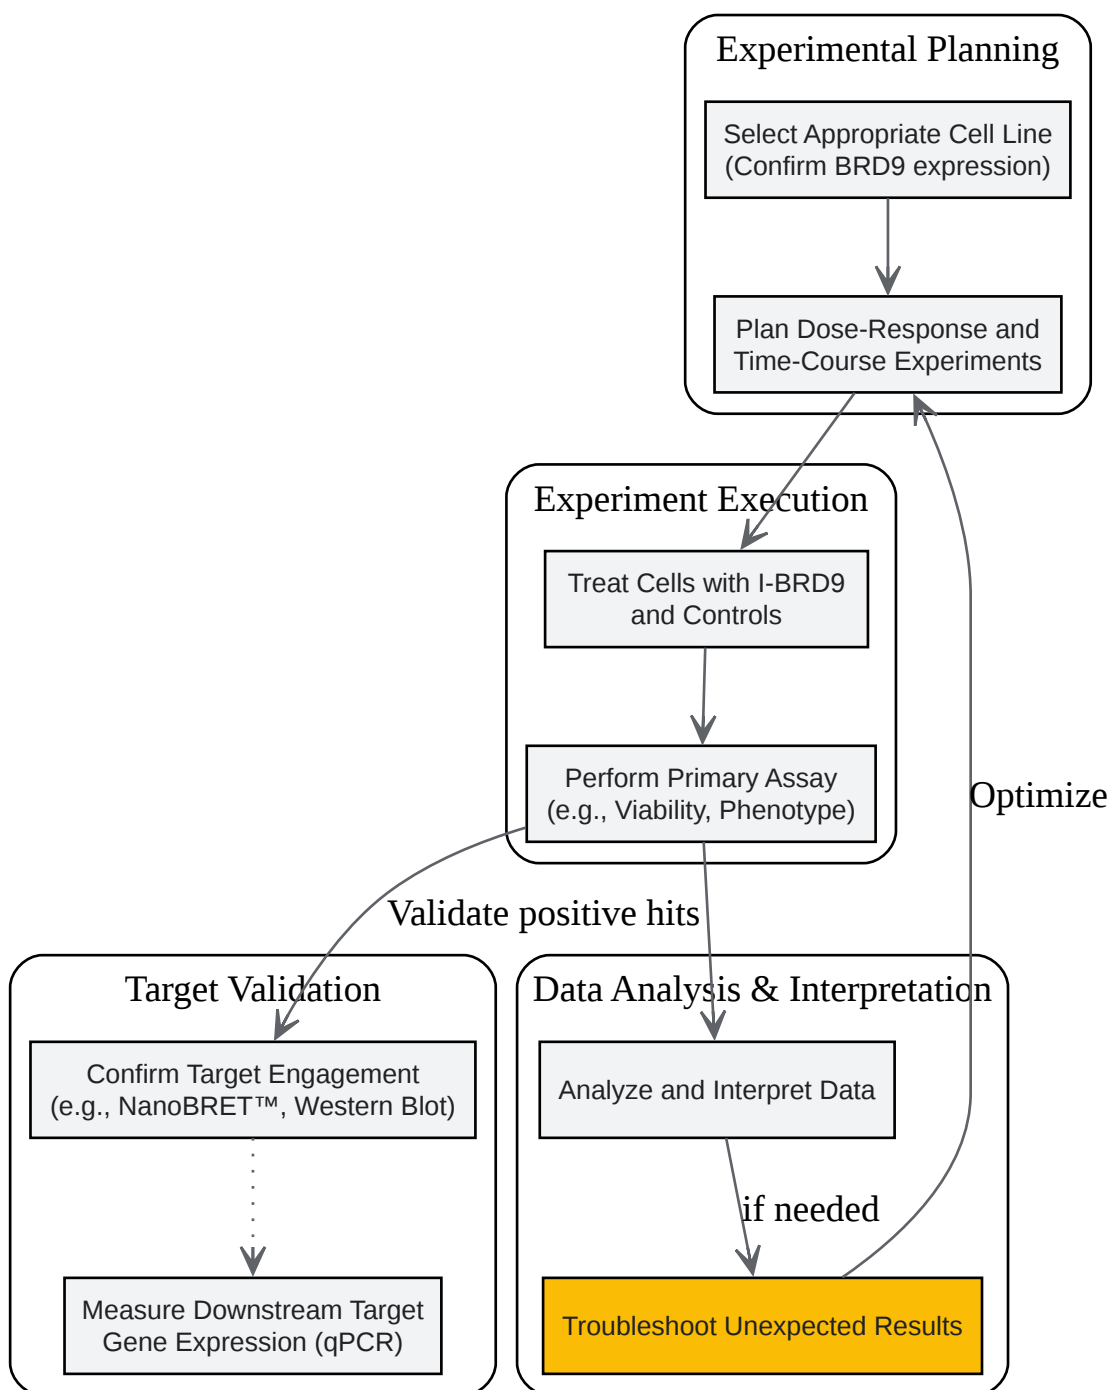 Experimental Planning
Select Appropriate Cell Line
(Confirm BRD9 expression)
Plan Dose-Response and
Time-Course Experiments
Experiment Execution
Treat Cells with I-BRD9
and Controls
Perform Primary Assay
(e.g., Viability, Phenotype)
Optimize
Validate positive hits
Target Validation
Confirm Target Engagement
(e.g., NanoBRET™, Western Blot)
Measure Downstream Target
Gene Expression (qPCR)
Data Analysis & Interpretation
Analyze and Interpret Data
if needed
Troubleshoot Unexpected Results